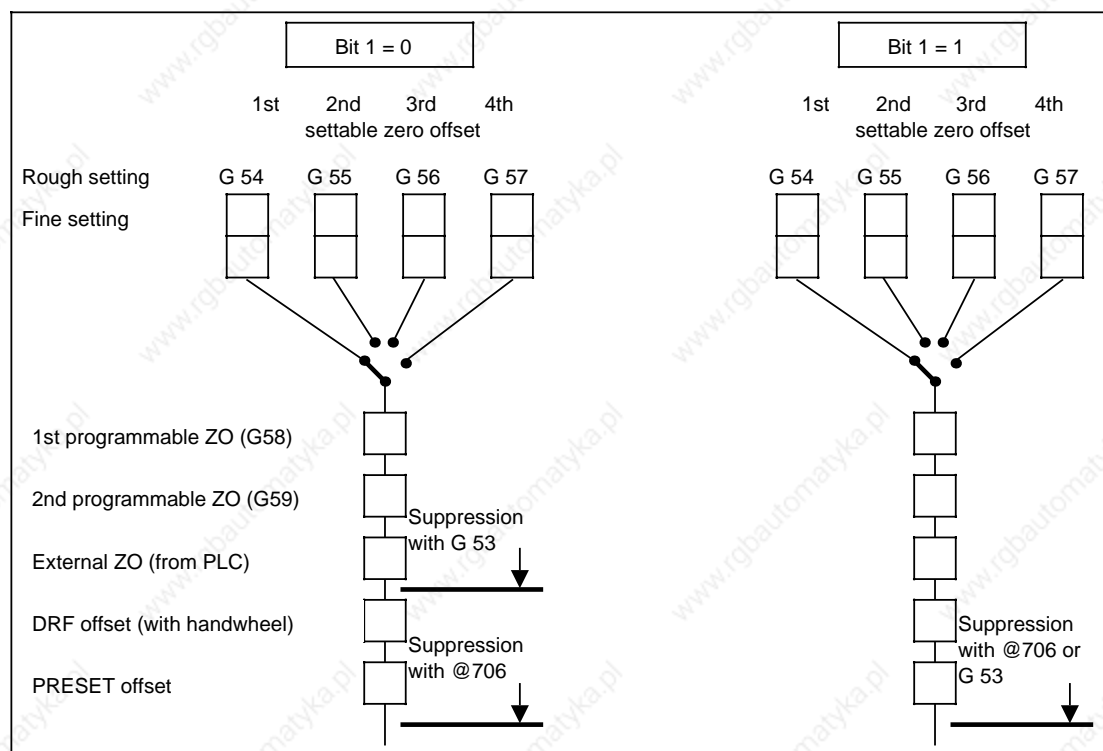 Bit 1 = 0
Bit 1 = 1
1st 2nd 3rd 4th
settable zero offset
1st 2nd 3rd 4th
settable zero offset
Rough setting G 54 G 55 G 56 G 57
G 54 G 55 G 56 G 57
Fine setting
1st programmable ZO (G58)
2nd programmable ZO (G59)
Suppression
with G 53
External ZO (from PLC)
DRF offset (with handwheel)
Suppression
with @706
PRESET offset
Suppression
with @706 or
G 53
www.rgbautomatyka.pl